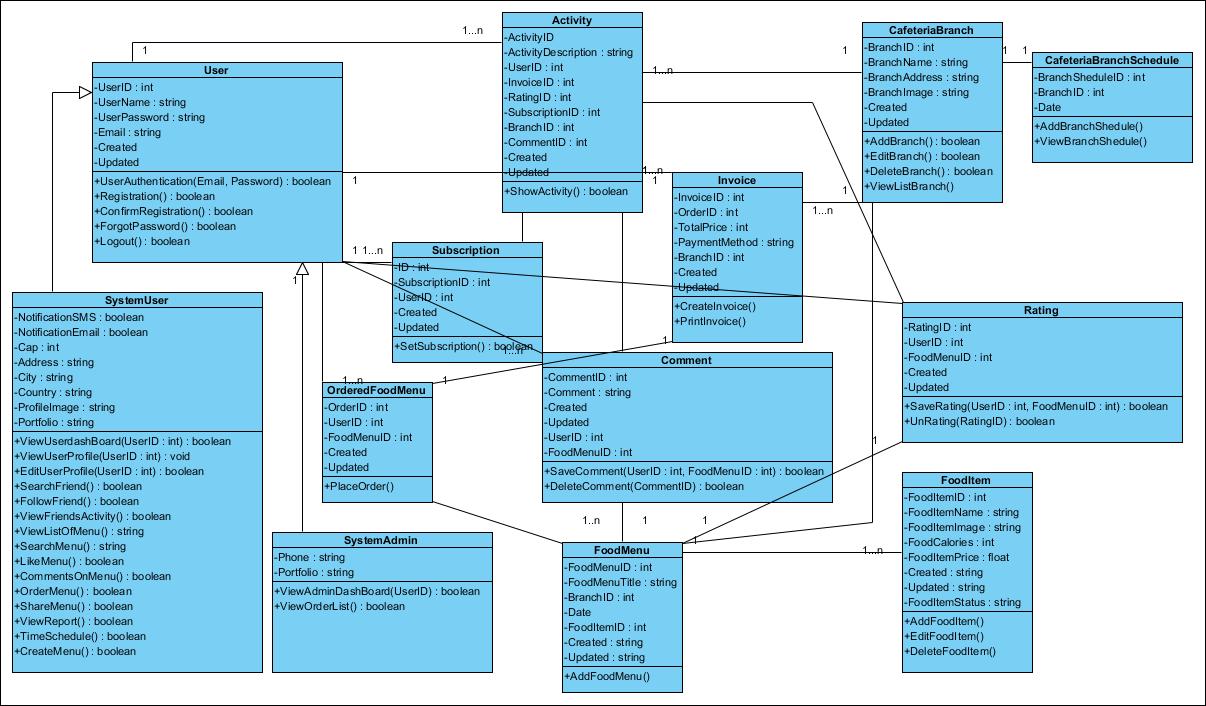 Activity
-ActivityID
-ActivityDescription : string
-UserID : int
-InvoiceID : int
-RatingID : int
-SubscriptionID : int
-BranchID : int
-CommentID : int
-Created
-Updated
+ShowActivity() : boolean
1...n
1
User
-UserID : int
-UserName : string
-UserPassword : string
-Email : string
-Created
-Updated
+UserAuthentication(Email, Password) : boolean
+Registration() : boolean
+ConfirmRegistration() : boolean
+ForgotPassword() : boolean
+Logout() : boolean
CafeteriaBranch
-BranchID : int
-BranchName : string
-BranchAddress : string
-BranchImage : string
-Created
-Updated
+AddBranch() : boolean
+EditBranch() : boolean
+DeleteBranch() : boolean
+ViewListBranch()
1
1...n
1
1
CafeteriaBranchSchedule
-BranchSheduleID : int
-BranchID : int
-Date
+AddBranchShedule()
+ViewBranchShedule()
Invoice
-InvoiceID : int
-OrderID : int
-TotalPrice : int
-PaymentMethod : string
-BranchID : int
-Created
-Updated
+CreateInvoice()
+PrintInvoice()
1...n
1
1
1
1...n
1
Subscription
-ID : int
-SubscriptionID : int
-UserID : int
-Created
-Updated
+SetSubscription() : boolean
1
1...n
1
1...n
SystemUser
-NotificationSMS : boolean
-NotificationEmail : boolean
-Cap : int
-Address : string
-City : string
-Country : string
-ProfileImage : string
-Portfolio : string
+ViewUserdashBoard(UserID : int) : boolean
+ViewUserProfile(UserID : int) : void
+EditUserProfile(UserID : int) : boolean
+SearchFriend() : boolean
+FollowFriend() : boolean
+ViewFriendsActivity() : boolean
+ViewListOfMenu() : string
+SearchMenu() : string
+LikeMenu() : boolean
+CommentsOnMenu() : boolean
+OrderMenu() : boolean
+ShareMenu() : boolean
+ViewReport() : boolean
+TimeSchedule() : boolean
+CreateMenu() : boolean
Rating
-RatingID : int
-UserID : int
-FoodMenuID : int
-Created
-Updated
+SaveRating(UserID : int, FoodMenuID : int) : boolean
+UnRating(RatingID) : boolean
1...n
1
OrderedFoodMenu
-OrderID : int
-UserID : int
-FoodMenuID : int
-Created
-Updated
+PlaceOrder()
Comment
-CommentID : int
-Comment : string
-Created
-Updated
-UserID : int
-FoodMenuID : int
+SaveComment(UserID : int, FoodMenuID : int) : boolean
+DeleteComment(CommentID) : boolean
1
SystemAdmin
-Phone : string
-Portfolio : string
+ViewAdminDashBoard(UserID) : boolean
+ViewOrderList() : boolean
1...n
1
1
1
1...n
FoodMenu
-FoodMenuID : int
-FoodMenuTitle : string
-BranchID : int
-Date
-FoodItemID : int
-Created : string
-Updated : string
+AddFoodMenu()
FoodItem
-FoodItemID : int
-FoodItemName : string
-FoodItemImage : string
-FoodCalories : int
-FoodItemPrice : float
-Created : string
-Updated : string
-FoodItemStatus : string
+AddFoodItem()
+EditFoodItem()
+DeleteFoodItem()